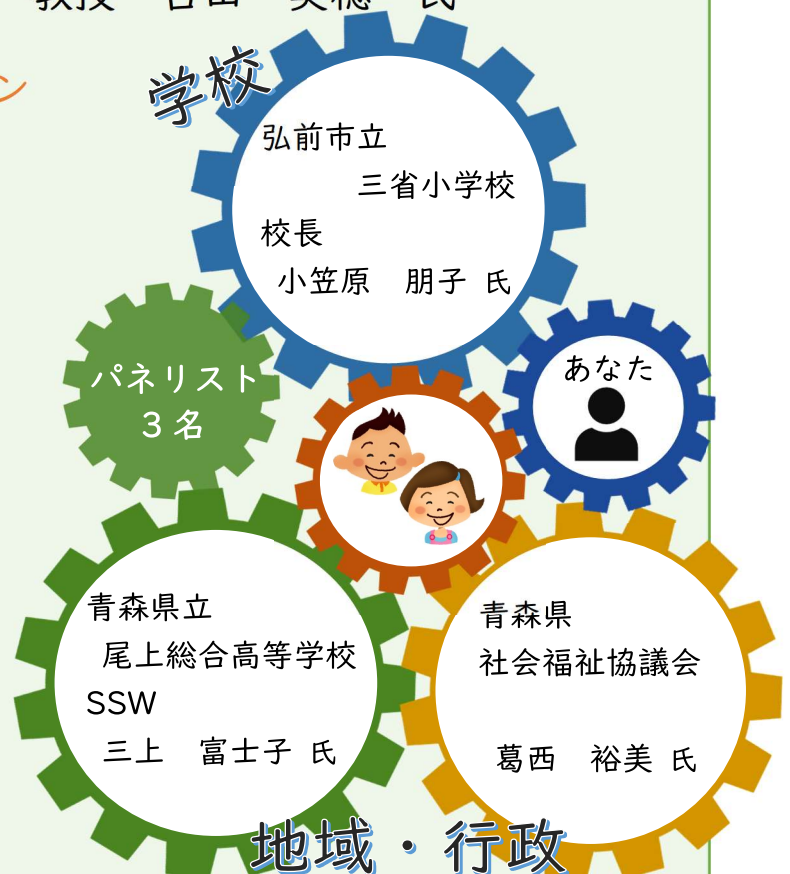 学校
弘前市立
三省小学校
校長
小笠原　朋子 氏
パネリスト
３名
あなた
青森県立
尾上総合高等学校
SSW
三上　富士子 氏
青森県
社会福祉協議会
葛西　裕美 氏
地域・行政